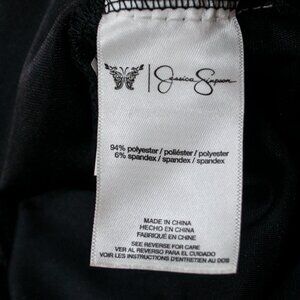 Jessica Simpson
94% polyester / poliéster / polyester
6% spandex / spandex / spandex
MADE IN CHINA
HECHO EN CHINA
FABRIQUÉ EN CHINE
SEE REVERSE FOR CARE
VER AL REVERSO PARA EL CUIDADO
VOIR LES INSTRUCTIONS D'ENTRETIEN AU DOS